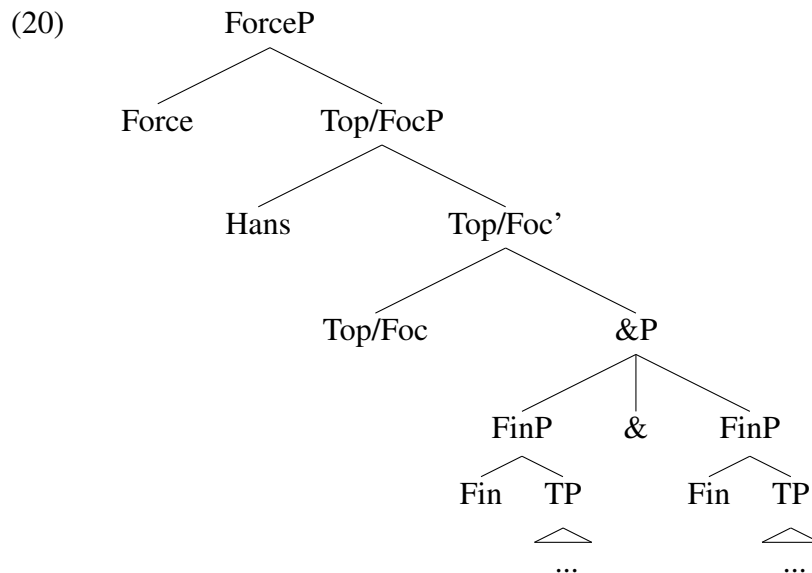 (20) ForceP
Force Top/FocP
Hans Top/Foc’
Top/Foc &P
FinP & FinP
Fin TP Fin TP
... ...